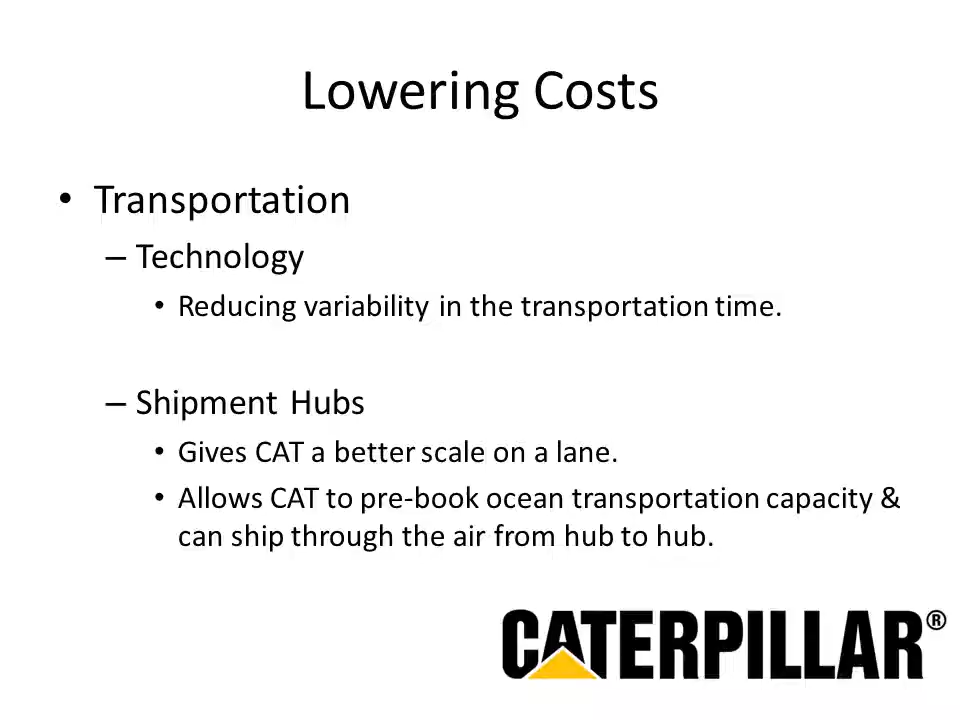 Lowering Costs
• Transportation
– Technology
• Reducing variability in the transportation time.
– Shipment Hubs
• Gives CAT a better scale on a lane.
• Allows CAT to pre-book ocean transportation capacity &
can ship through the air from hub to hub.
CATERPILLAR®